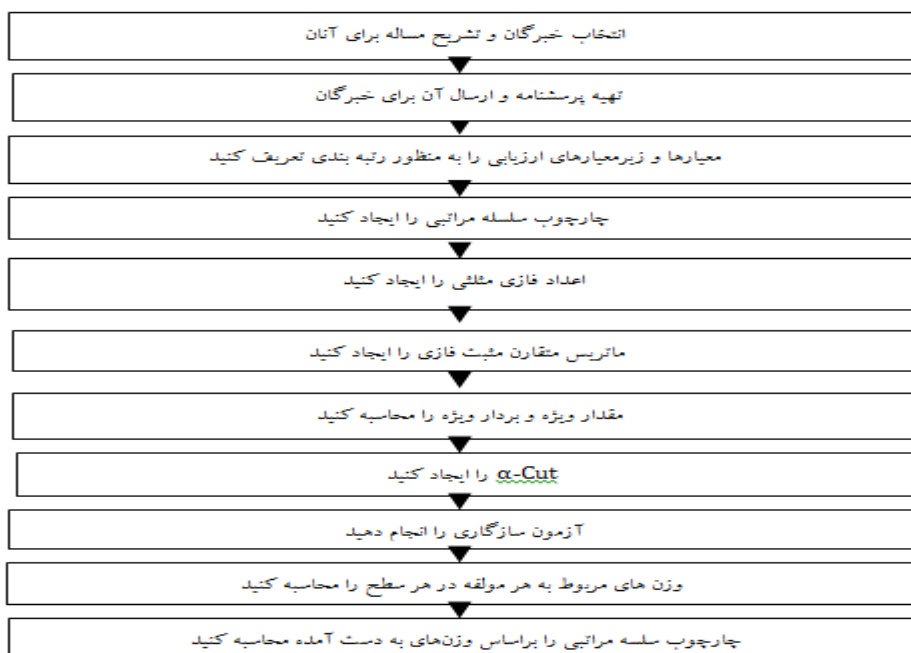 انتخاب خبرگان و تشریح مساله برای آنان
تهیه پرسشنامه و ارسال آن برای خبرگان
معیارها و زیرمعیارهای ارزیابی را به منظور رتبه بندی تعریف کنید
چارچوب سلسله مراتبی را ایجاد کنید
اعداد فازی مثلثی را ایجاد کنید
ماتریس متقارن مثبت فازی را ایجاد کنید
مقدار ویژه و بردار ویژه را محاسبه کنید
α-Cut را ایجاد کنید
آزمون سازگاری را انجام دهید
وزن های مربوط به هر مولفه در هر سطح را محاسبه کنید
چارچوب سلسه مراتبی را براساس وزن‌های به دست آمده محاسبه کنید